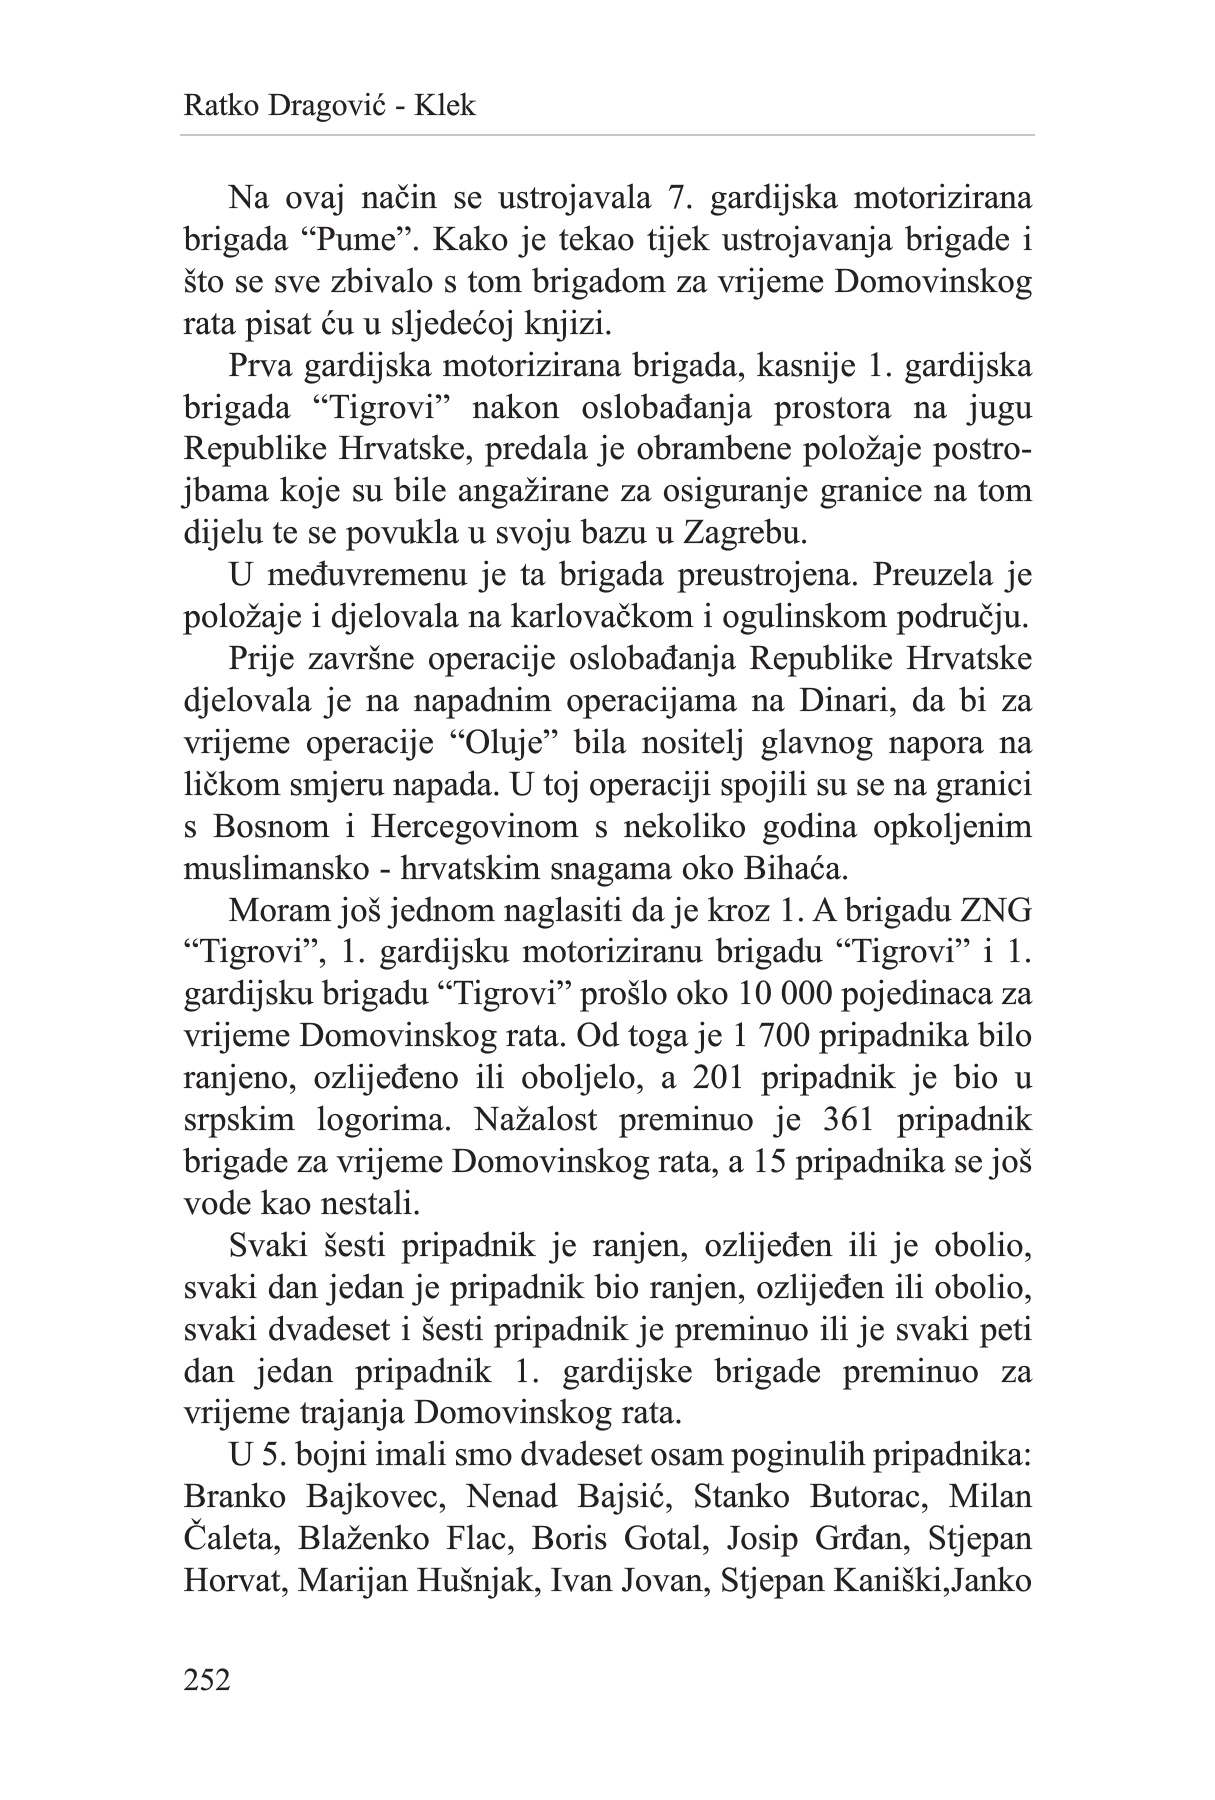 Ratko Dragović - Klek
Na ovaj način se ustrojavala 7. gardijska motorizirana
brigada “Pume”. Kako je tekao tijek ustrojavanja brigade i
što se sve zbivalo s tom brigadom za vrijeme Domovinskog
rata pisat ću u sljedećoj knjizi.
Prva gardijska motorizirana brigada, kasnije 1. gardijska
brigada “Tigrovi” nakon oslobađanja prostora na jugu
Republike Hrvatske, predala je obrambene položaje postro-
jbama koje su bile angažirane za osiguranje granice na tom
dijelu te se povukla u svoju bazu u Zagrebu.
U međuvremenu je ta brigada preustrojena. Preuzela je
položaje i djelovala na karlovačkom i ogulinskom području.
Prije završne operacije oslobađanja Republike Hrvatske
djelovala je na napadnim operacijama na Dinari, da bi za
vrijeme operacije “Oluje” bila nositelj glavnog napora na
ličkom smjeru napada. U toj operaciji spojili su se na granici
s Bosnom i Hercegovinom s nekoliko godina opkoljenim
muslimansko - hrvatskim snagama oko Bihaća.
Moram još jednom naglasiti da je kroz 1. A brigadu ZNG
“Tigrovi”, 1. gardijsku motoriziranu brigadu “Tigrovi” i 1.
gardijsku brigadu “Tigrovi” prošlo oko 10 000 pojedinaca za
vrijeme Domovinskog rata. Od toga je 1 700 pripadnika bilo
ranjeno, ozlijeđeno ili oboljelo, a 201 pripadnik je bio u
srpskim logorima. Nažalost preminuo je 361 pripadnik
brigade za vrijeme Domovinskog rata, a 15 pripadnika se još
vode kao nestali.
Svaki šesti pripadnik je ranjen, ozlijeđen ili je obolio,
svaki dan jedan je pripadnik bio ranjen, ozlijeđen ili obolio,
svaki dvadeset i šesti pripadnik je preminuo ili je svaki peti
dan jedan pripadnik 1. gardijske brigade preminuo za
vrijeme trajanja Domovinskog rata.
U 5. bojni imali smo dvadeset osam poginulih pripadnika:
Branko Bajkovec, Nenad Bajsić, Stanko Butorac, Milan
Čaleta, Blaženko Flac, Boris Gotal, Josip Grđan, Stjepan
Horvat, Marijan Hušnjak, Ivan Jovan, Stjepan Kaniški,Janko
252